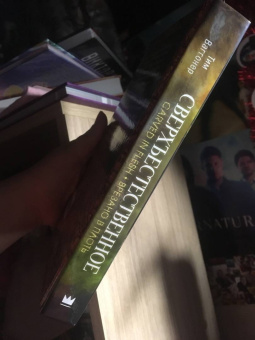 Тим Ваггонер
СВЕРХЪЕСТЕСТВЕННОЕ
CARVED IN FLESH • ВРЕЗАНО В ПЛОТЬ
NATUR